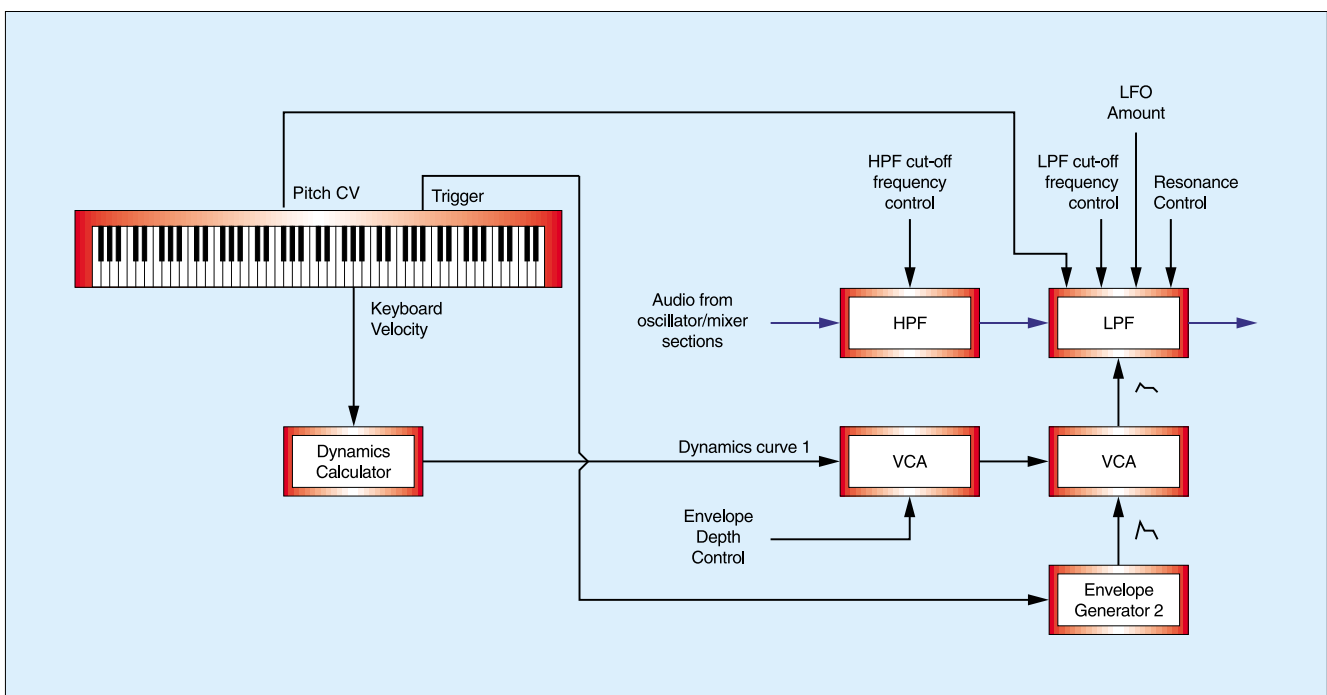 LFO
Amount
HPF cut-off
frequency
control
LPF cut-off
frequency
control
Resonance
Control
Pitch CV
Trigger
Keyboard
Velocity
Audio from
oscillator/mixer
sections
HPF
LPF
Dynamics
Calculator
Dynamics curve 1
VCA
VCA
Envelope
Depth
Control
Envelope
Generator 2